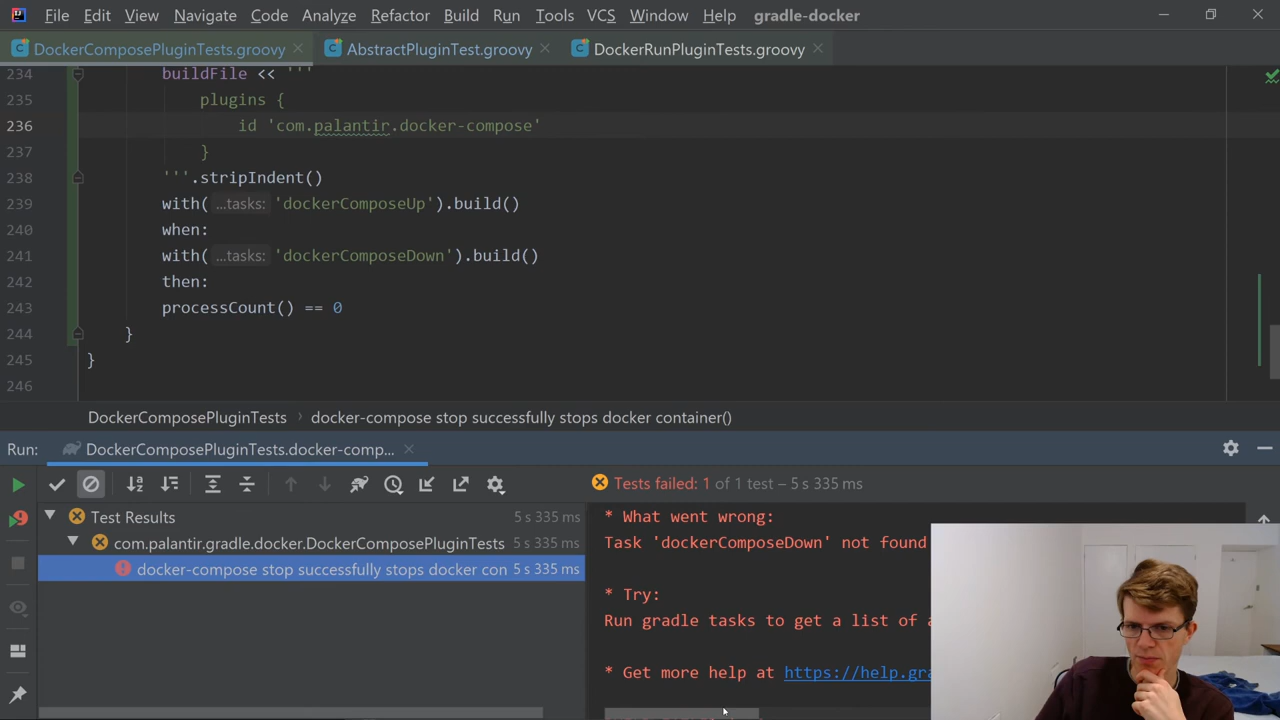 File Edit View Navigate Code Analyze Refactor Build Run Tools VCS Window Help gradle-docker
DockerComposePluginTests.groovy AbstractPluginTest.groovy DockerRunPluginTests.groovy
234 buildFile << '''
235 plugins {
236 id 'com.palantir.docker-compose'
237 }
238 '''.stripIndent()
239 with( ...tasks: 'dockerComposeUp').build()
240 when:
241 with( ...tasks: 'dockerComposeDown').build()
242 then:
243 processCount() == 0
244 }
245 }
246
DockerComposePluginTests › docker-compose stop successfully stops docker container()
Run: DockerComposePluginTests.docker-comp...
Tests failed: 1 of 1 test – 5 s 335 ms
Test Results 5 s 335 ms
com.palantir.gradle.docker.DockerComposePluginTests 5 s 335 ms
docker-compose stop successfully stops docker con 5 s 335 ms
* What went wrong:
Task 'dockerComposeDown' not found
* Try:
Run gradle tasks to get a list of
* Get more help at https://help.gra